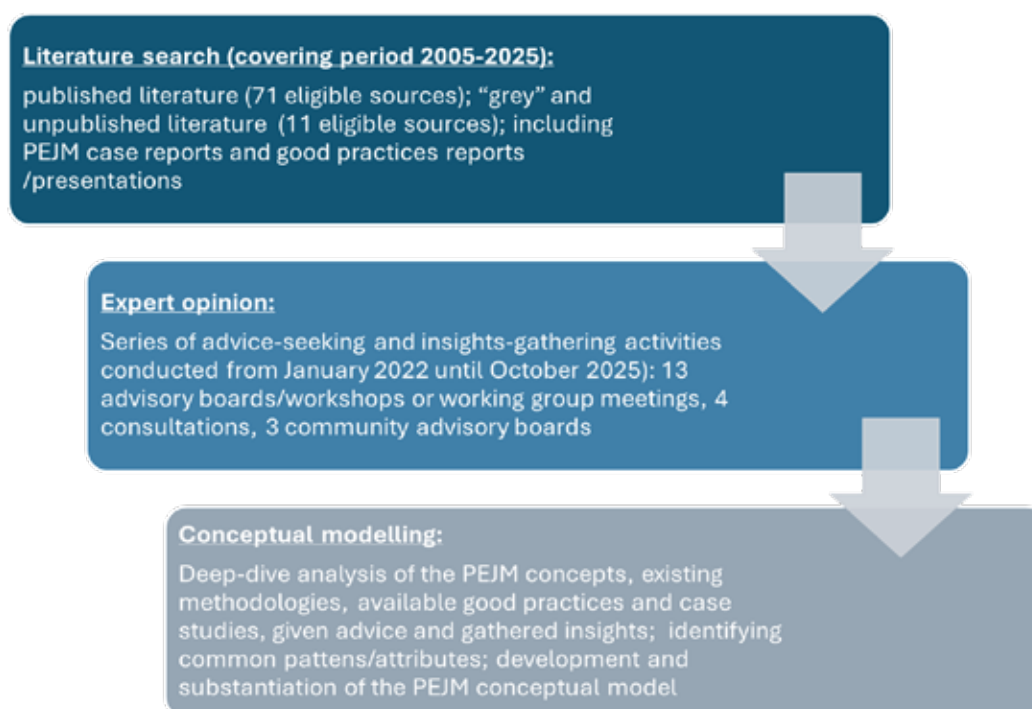 Literature search (covering period 2005-2025):
published literature (71 eligible sources); “grey” and
unpublished literature (11 eligible sources); including
PEJM case reports and good practices reports
/presentations
Expert opinion:
Series of advice-seeking and insights-gathering activities
conducted from January 2022 until October 2025): 13
advisory boards/workshops or working group meetings, 4
consultations, 3 community advisory boards
Conceptual modelling:
Deep-dive analysis of the PEJM concepts, existing
methodologies, available good practices and case
studies, given advice and gathered insights; identifying
common pattens/attributes; development and
substantiation of the PEJM conceptual model